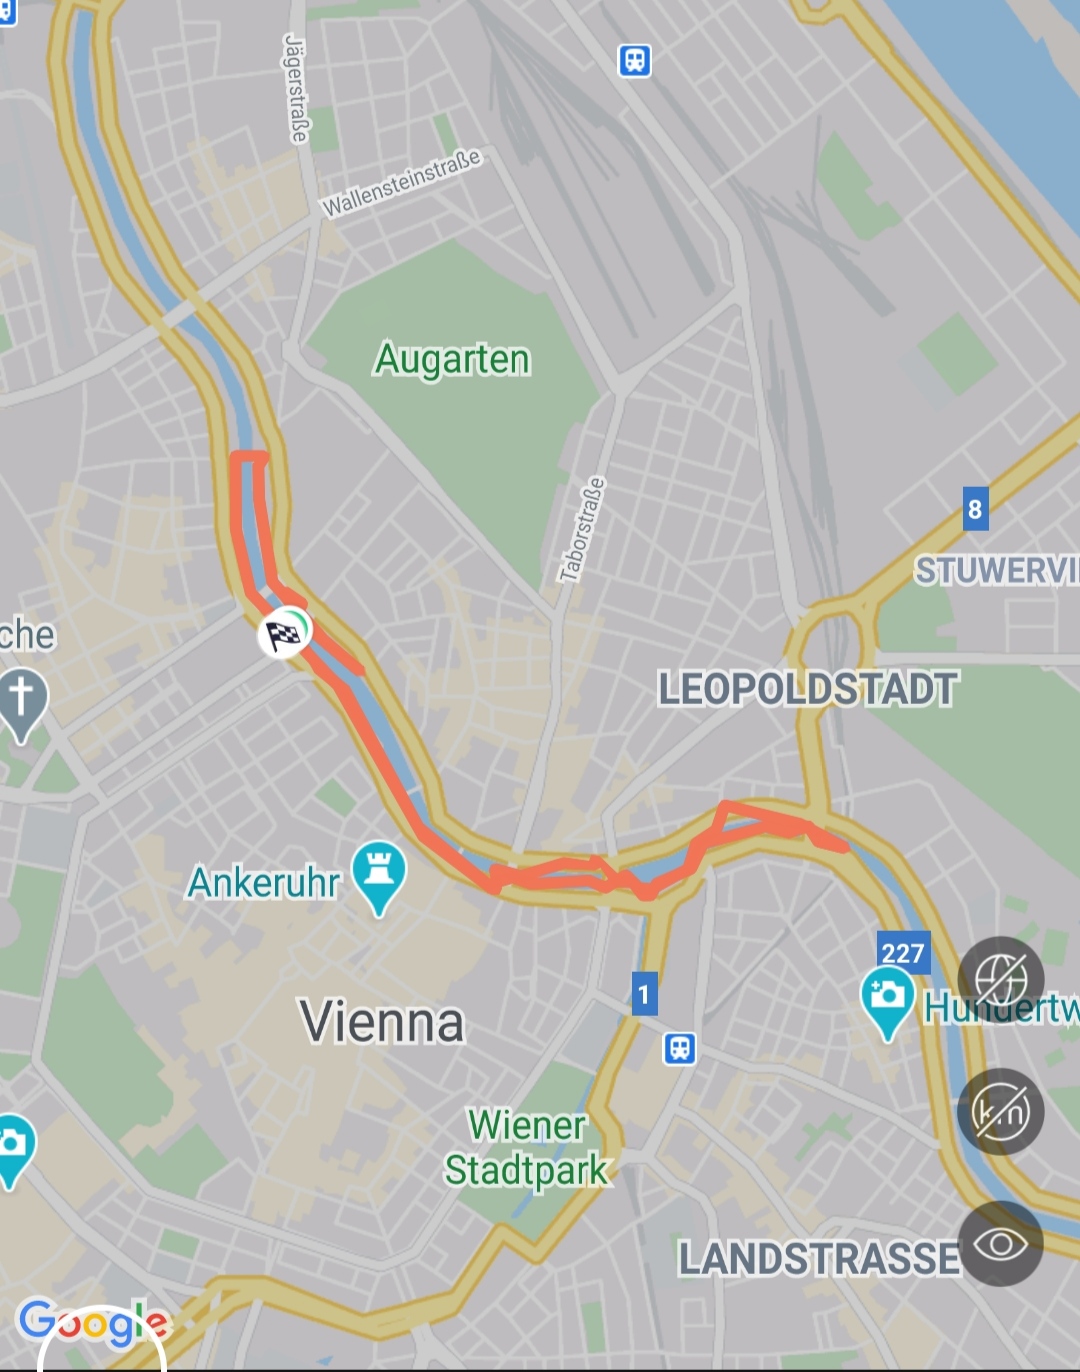 Jägerstraße
Wallensteinstraße
Augarten
Taborstraße
8
STUWERVI
che
LEOPOLDSTADT
Ankeruhr
227
Hundertw
Vienna
1
km
Wiener
Stadtpark
LANDSTRASSE
Google